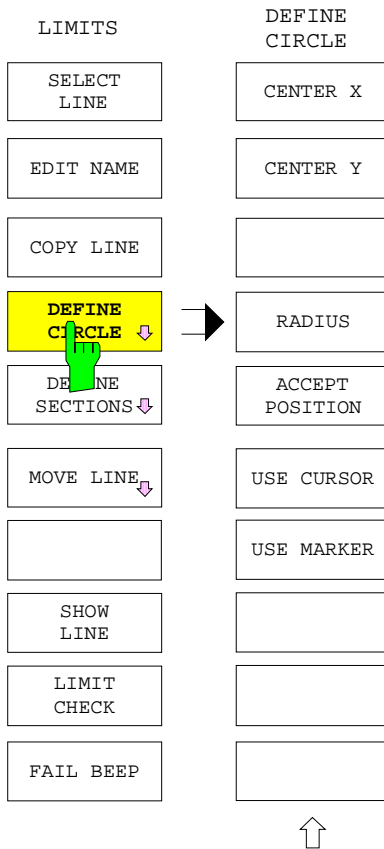 LIMITS
SELECT
LINE
EDIT NAME
COPY LINE
DEFINE
CIRCLE
DEFINE
SECTIONS
MOVE LINE
SHOW
LINE
LIMIT
CHECK
FAIL BEEP
DEFINE
CIRCLE
CENTER X
CENTER Y
RADIUS
ACCEPT
POSITION
USE CURSOR
USE MARKER